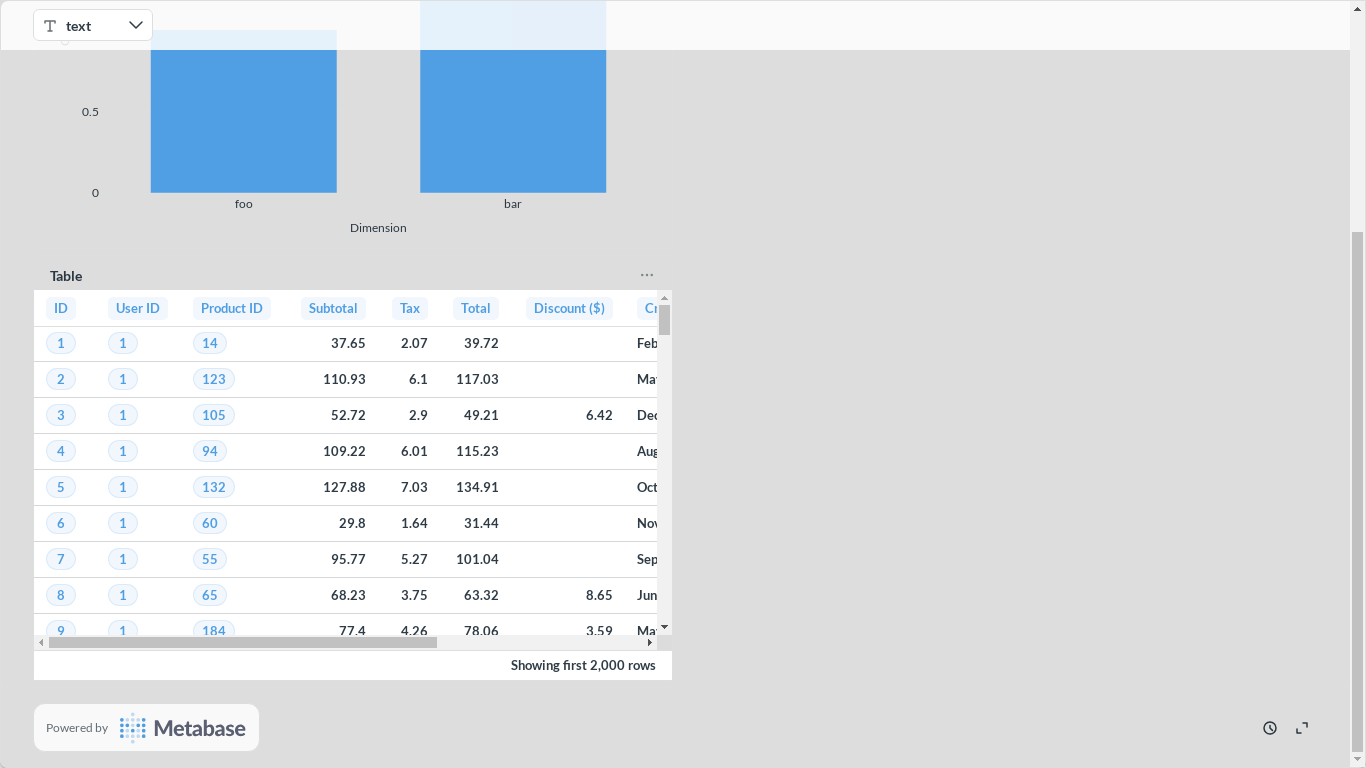 text
0.5
0
foo bar
Dimension
Table
ID User ID Product ID Subtotal Tax Total Discount ($) Cr
1 1 14 37.65 2.07 39.72 Feb
2 1 123 110.93 6.1 117.03 Ma
3 1 105 52.72 2.9 49.21 6.42 Dec
4 1 94 109.22 6.01 115.23 Aug
5 1 132 127.88 7.03 134.91 Oct
6 1 60 29.8 1.64 31.44 Nov
7 1 55 95.77 5.27 101.04 Sep
8 1 65 68.23 3.75 63.32 8.65 Jun
9 1 184 77.4 4.26 78.06 3.59 Ma
Showing first 2,000 rows
Powered by Metabase